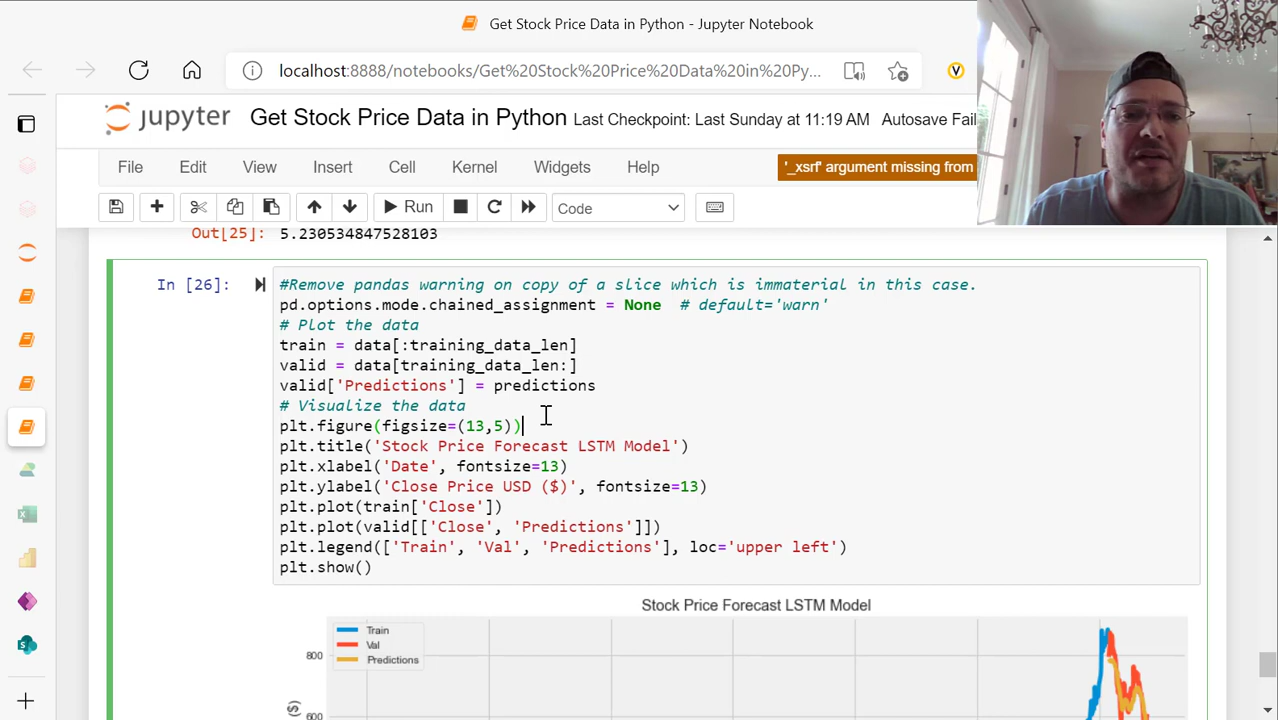 Get Stock Price Data in Python - Jupyter Notebook
localhost:8888/notebooks/Get%20Stock%20Price%20Data%20in%20Py...
V
jupyter Get Stock Price Data in Python Last Checkpoint: Last Sunday at 11:19 AM Autosave Fail
File Edit View Insert Cell Kernel Widgets Help '_xsrf' argument missing from
Run Code
Out[25]: 5.230534847528103
In [26]: #Remove pandas warning on copy of a slice which is immaterial in this case.
pd.options.mode.chained_assignment = None # default='warn'
# Plot the data
train = data[:training_data_len]
valid = data[training_data_len:]
valid['Predictions'] = predictions
# Visualize the data
plt.figure(figsize=(13,5))
plt.title('Stock Price Forecast LSTM Model')
plt.xlabel('Date', fontsize=13)
plt.ylabel('Close Price USD ($)', fontsize=13)
plt.plot(train['Close'])
plt.plot(valid[['Close', 'Predictions']])
plt.legend(['Train', 'Val', 'Predictions'], loc='upper left')
plt.show()
Stock Price Forecast LSTM Model
Train
Val
Predictions
800
600
($)